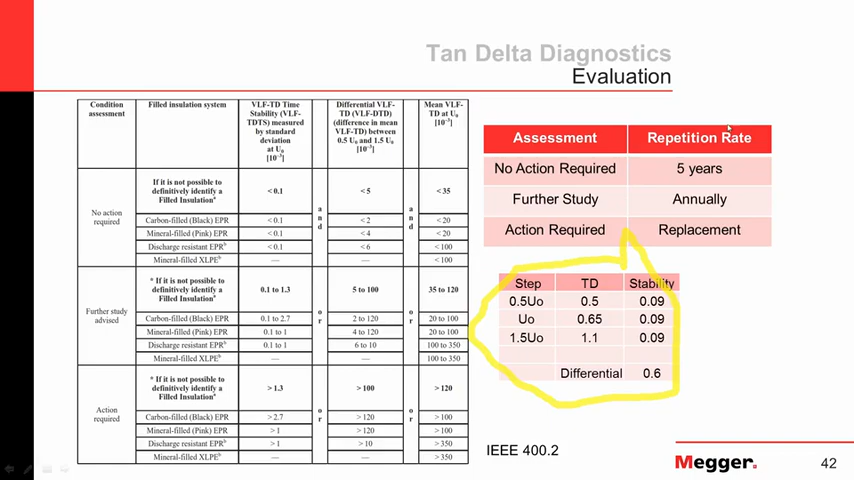 Tan Delta Diagnostics
Evaluation
Condition assessment | Filled insulation system | VLF-TD Time Stability (VLF-TDTS) measured by standard deviation at U₀ [10⁻³] | | Differential VLF-TD (VLF-DTD) (difference in mean VLF-TD) between 0.5 U₀ and 1.5 U₀ [10⁻³] | | Mean VLF-TD at U₀ [10⁻³]
No action required | If it is not possible to definitively identify a Filled Insulationᵃ | < 0.1 | and | < 5 | and | < 35
Carbon-filled (Black) EPR | < 0.1 | < 2 | < 20
Mineral-filled (Pink) EPR | < 0.1 | < 4 | < 20
Discharge resistant EPRᵇ | < 0.1 | < 6 | < 100
Mineral-filled XLPEᵇ | — | — | < 100
Further study advised | * If it is not possible to definitively identify a Filled Insulationᵃ | 0.1 to 1.3 | or | 5 to 100 | or | 35 to 120
Carbon-filled (Black) EPR | 0.1 to 2.7 | 2 to 120 | 20 to 100
Mineral-filled (Pink) EPR | 0.1 to 1 | 4 to 120 | 20 to 100
Discharge resistant EPRᵇ | 0.1 to 1 | 6 to 10 | 100 to 350
Mineral-filled XLPEᵇ | — | — | 100 to 350
Action required | * If it is not possible to definitively identify a Filled Insulationᵃ | > 1.3 | or | > 100 | or | > 120
Carbon-filled (Black) EPR | > 2.7 | > 120 | > 100
Mineral-filled (Pink) EPR | > 1 | > 120 | > 100
Discharge resistant EPRᵇ | > 1 | > 10 | > 350
Mineral-filled XLPEᵇ | — | — | > 350
Assessment | Repetition Rate
No Action Required | 5 years
Further Study | Annually
Action Required | Replacement
Step | TD | Stability
0.5Uo | 0.5 | 0.09
Uo | 0.65 | 0.09
1.5Uo | 1.1 | 0.09
Differential | 0.6
IEEE 400.2
Megger.
42